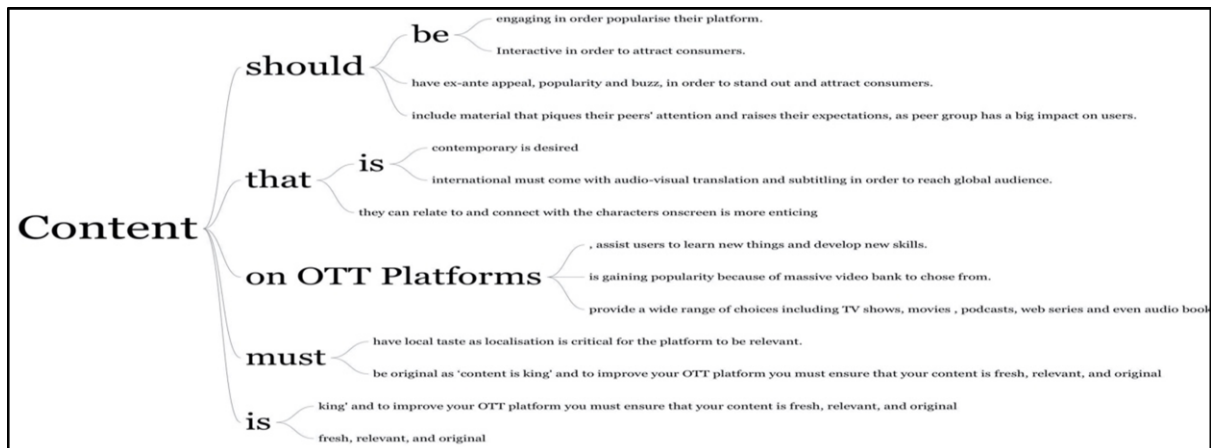 Content
should
be
engaging in order popularise their platform.
Interactive in order to attract consumers.
have ex-ante appeal, popularity and buzz, in order to stand out and attract consumers.
include material that piques their peers' attention and raises their expectations, as peer group has a big impact on users.
that
is
contemporary is desired
international must come with audio-visual translation and subtitling in order to reach global audience.
they can relate to and connect with the characters onscreen is more enticing
on OTT Platforms
, assist users to learn new things and develop new skills.
is gaining popularity because of massive video bank to chose from.
provide a wide range of choices including TV shows, movies , podcasts, web series and even audio book
must
have local taste as localisation is critical for the platform to be relevant.
be original as ‘content is king’ and to improve your OTT platform you must ensure that your content is fresh, relevant, and original
is
king’ and to improve your OTT platform you must ensure that your content is fresh, relevant, and original
fresh, relevant, and original